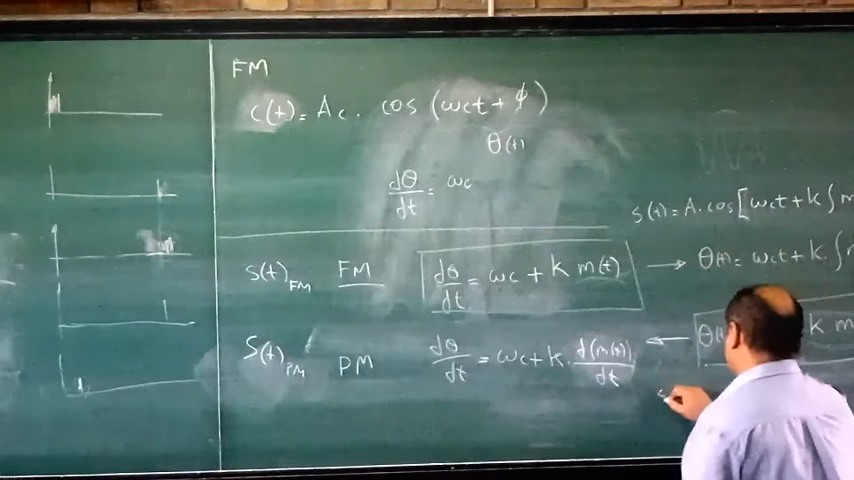 FM
c(t) = Ac . cos (ωct + φ)
θ(t)
dθ/dt = ωc
s(t) = A. cos [ωct + k ∫ m
s(t)FM FM dθ/dt = ωc + k m(t) → θ(t) = ωct + k. ∫
S(t)PM PM dθ/dt = ωc + k. d(m(t))/dt ← θ( k m